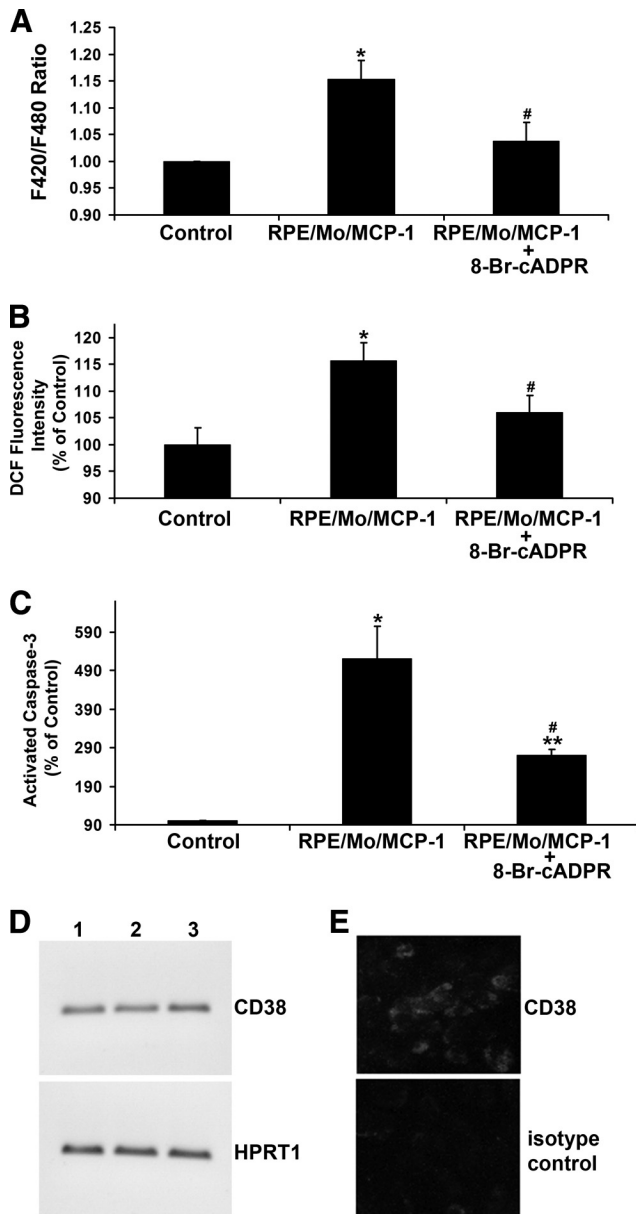 A
F420/F480 Ratio
1.25
1.20
1.15
1.10
1.05
1.00
0.95
0.90
*
#
Control
RPE/Mo/MCP-1
RPE/Mo/MCP-1
+
8-Br-cADPR
B
DCF Fluorescence
Intensity
(% of Control)
120
115
110
105
100
95
90
*
#
Control
RPE/Mo/MCP-1
RPE/Mo/MCP-1
+
8-Br-cADPR
C
Activated Caspase-3
(% of Control)
590
490
390
290
190
90
*
#
**
Control
RPE/Mo/MCP-1
RPE/Mo/MCP-1
+
8-Br-cADPR
D
1 2 3
CD38
HPRT1
E
CD38
isotype
control